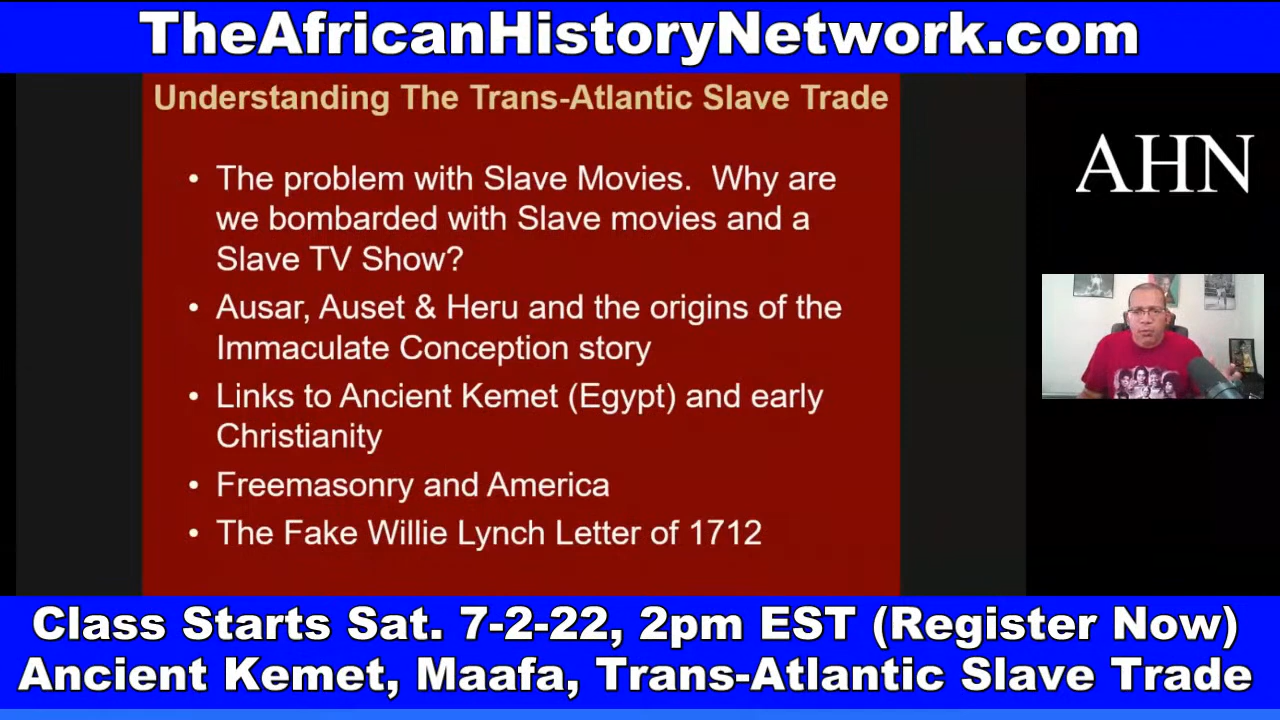 TheAfricanHistoryNetwork.com
Understanding The Trans-Atlantic Slave Trade
• The problem with Slave Movies. Why are
we bombarded with Slave movies and a
Slave TV Show?
• Ausar, Auset & Heru and the origins of the
Immaculate Conception story
• Links to Ancient Kemet (Egypt) and early
Christianity
• Freemasonry and America
• The Fake Willie Lynch Letter of 1712
AHN
Class Starts Sat. 7-2-22, 2pm EST (Register Now)
Ancient Kemet, Maafa, Trans-Atlantic Slave Trade